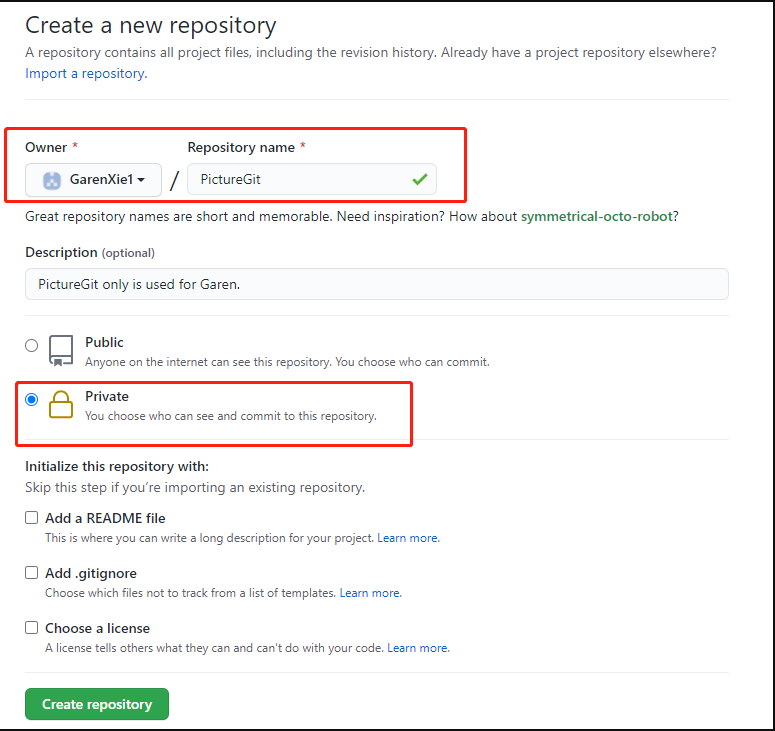 Create a new repository
A repository contains all project files, including the revision history. Already have a project repository elsewhere?
Import a repository.
Owner * Repository name *
GarenXie1 / PictureGit
Great repository names are short and memorable. Need inspiration? How about symmetrical-octo-robot?
Description (optional)
PictureGit only is used for Garen.
Public
Anyone on the internet can see this repository. You choose who can commit.
Private
You choose who can see and commit to this repository.
Initialize this repository with:
Skip this step if you’re importing an existing repository.
Add a README file
This is where you can write a long description for your project. Learn more.
Add .gitignore
Choose which files not to track from a list of templates. Learn more.
Choose a license
A license tells others what they can and can't do with your code. Learn more.
Create repository